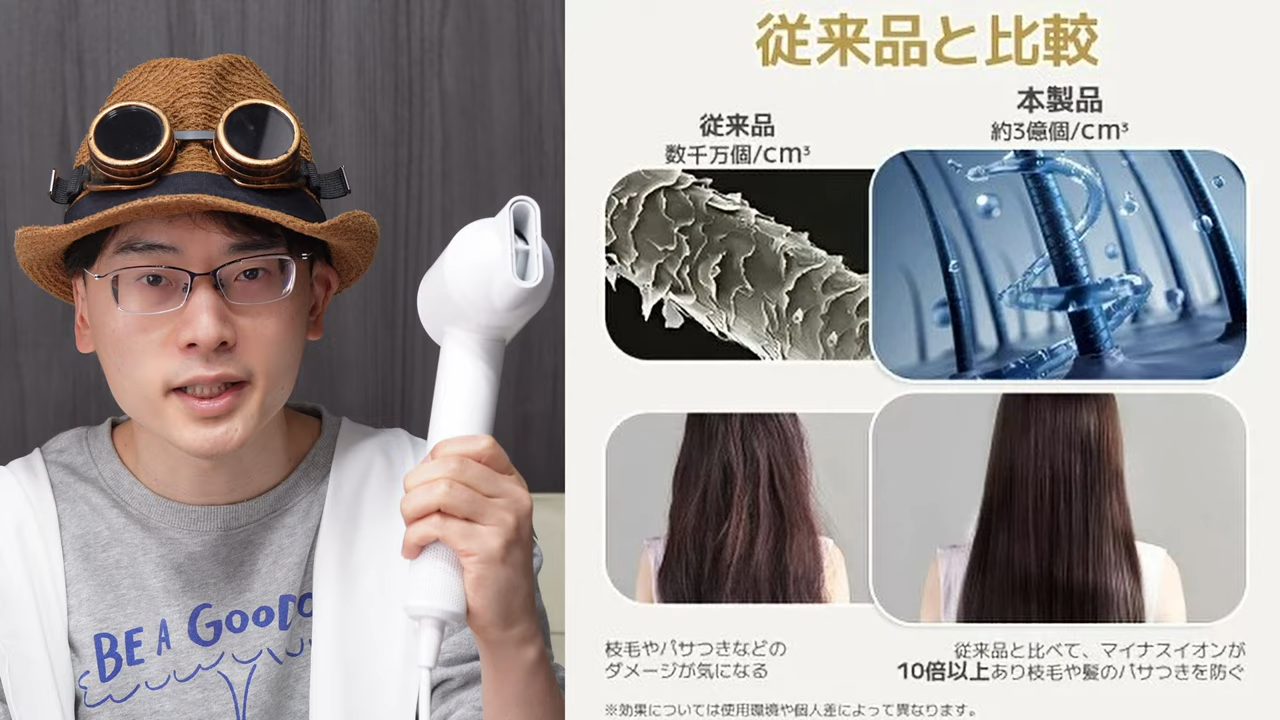 従来品と比較
従来品
数千万個/cm³
本製品
約3億個/cm³
BE A GOOD
枝毛やパサつきなどの
ダメージが気になる
従来品と比べて、マイナスイオンが
10倍以上あり枝毛や髪のパサつきを防ぐ
※効果については使用環境や個人差によって異なります。